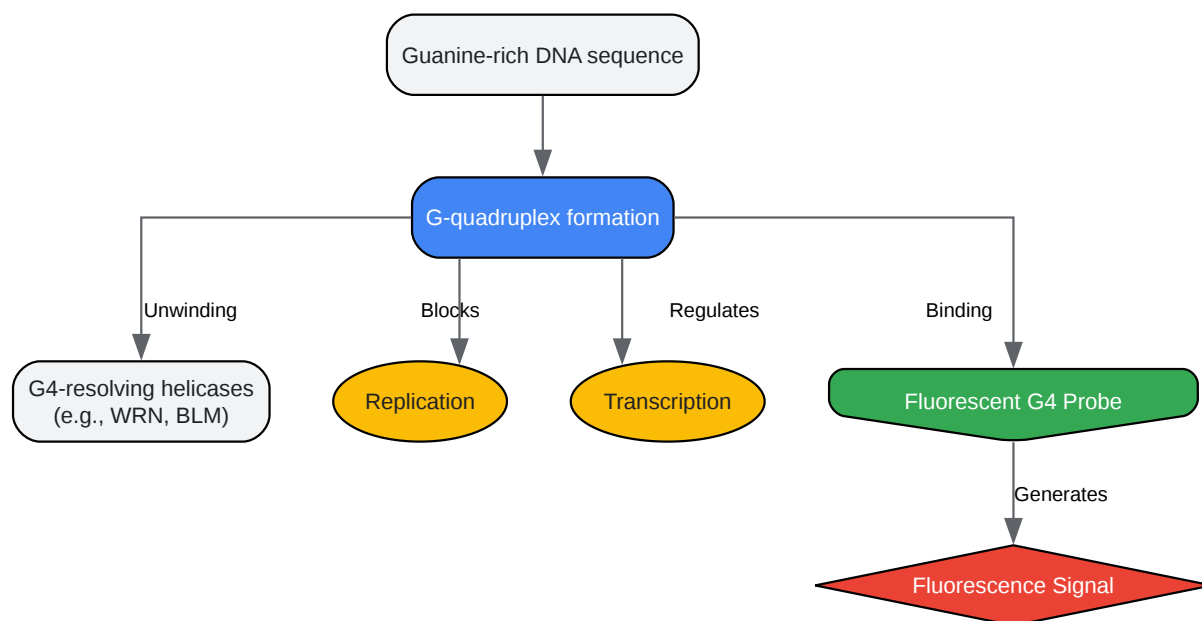 Guanine-rich DNA sequence
G-quadruplex formation
Unwinding
Blocks
Regulates
Binding
G4-resolving helicases
(e.g., WRN, BLM)
Replication
Transcription
Fluorescent G4 Probe
Generates
Fluorescence Signal